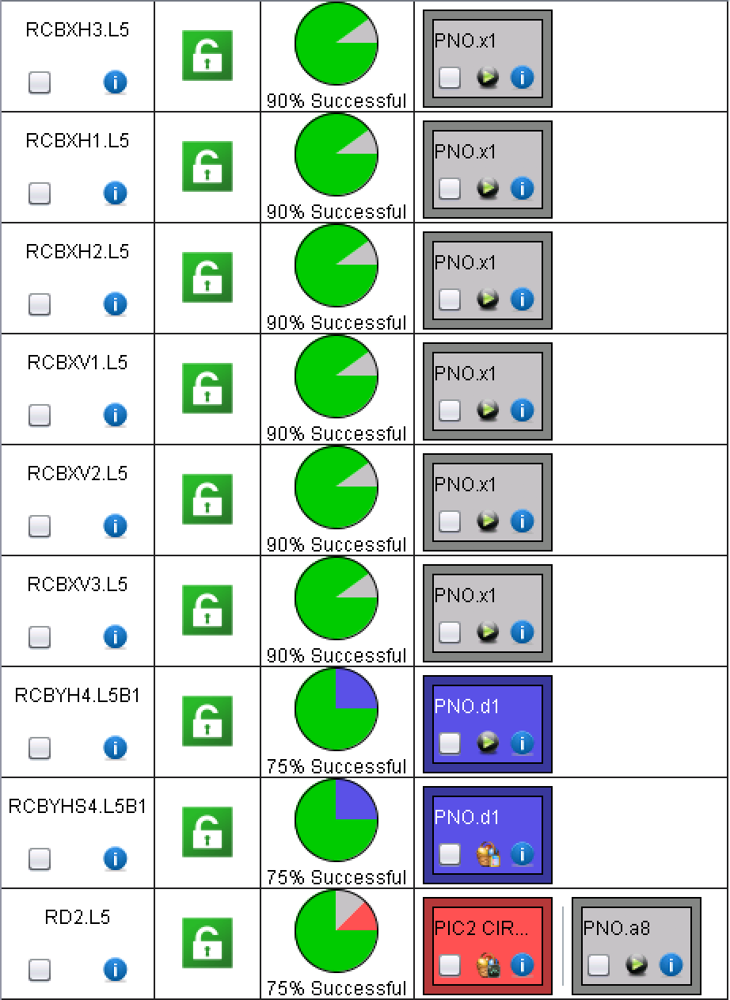 RCBXH3.L5
90% Successful
PNO.x1
RCBXH1.L5
90% Successful
PNO.x1
RCBXH2.L5
90% Successful
PNO.x1
RCBXV1.L5
90% Successful
PNO.x1
RCBXV2.L5
90% Successful
PNO.x1
RCBXV3.L5
90% Successful
PNO.x1
RCBYH4.L5B1
75% Successful
PNO.d1
RCBYHS4.L5B1
75% Successful
PNO.d1
RD2.L5
75% Successful
PIC2 CIR...
PNO.a8